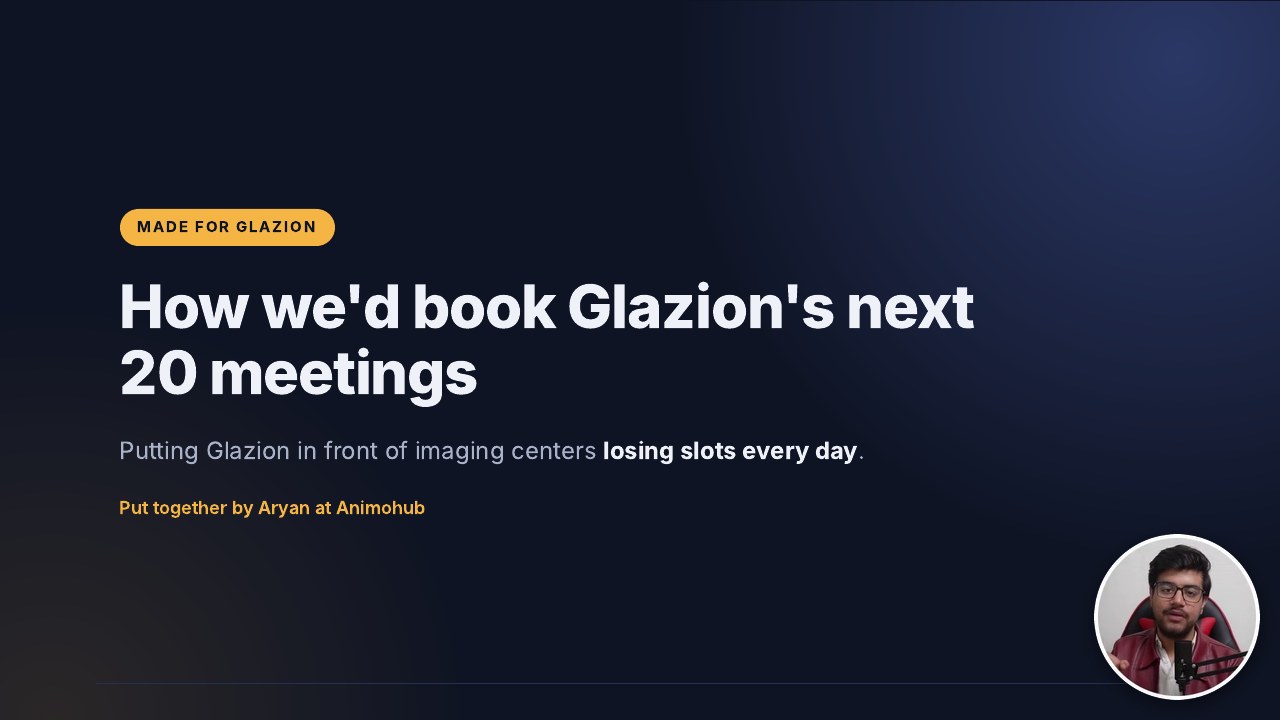 MADE FOR GLAZION
How we'd book Glazion's next
20 meetings
Putting Glazion in front of imaging centers losing slots every day.
Put together by Aryan at Animohub